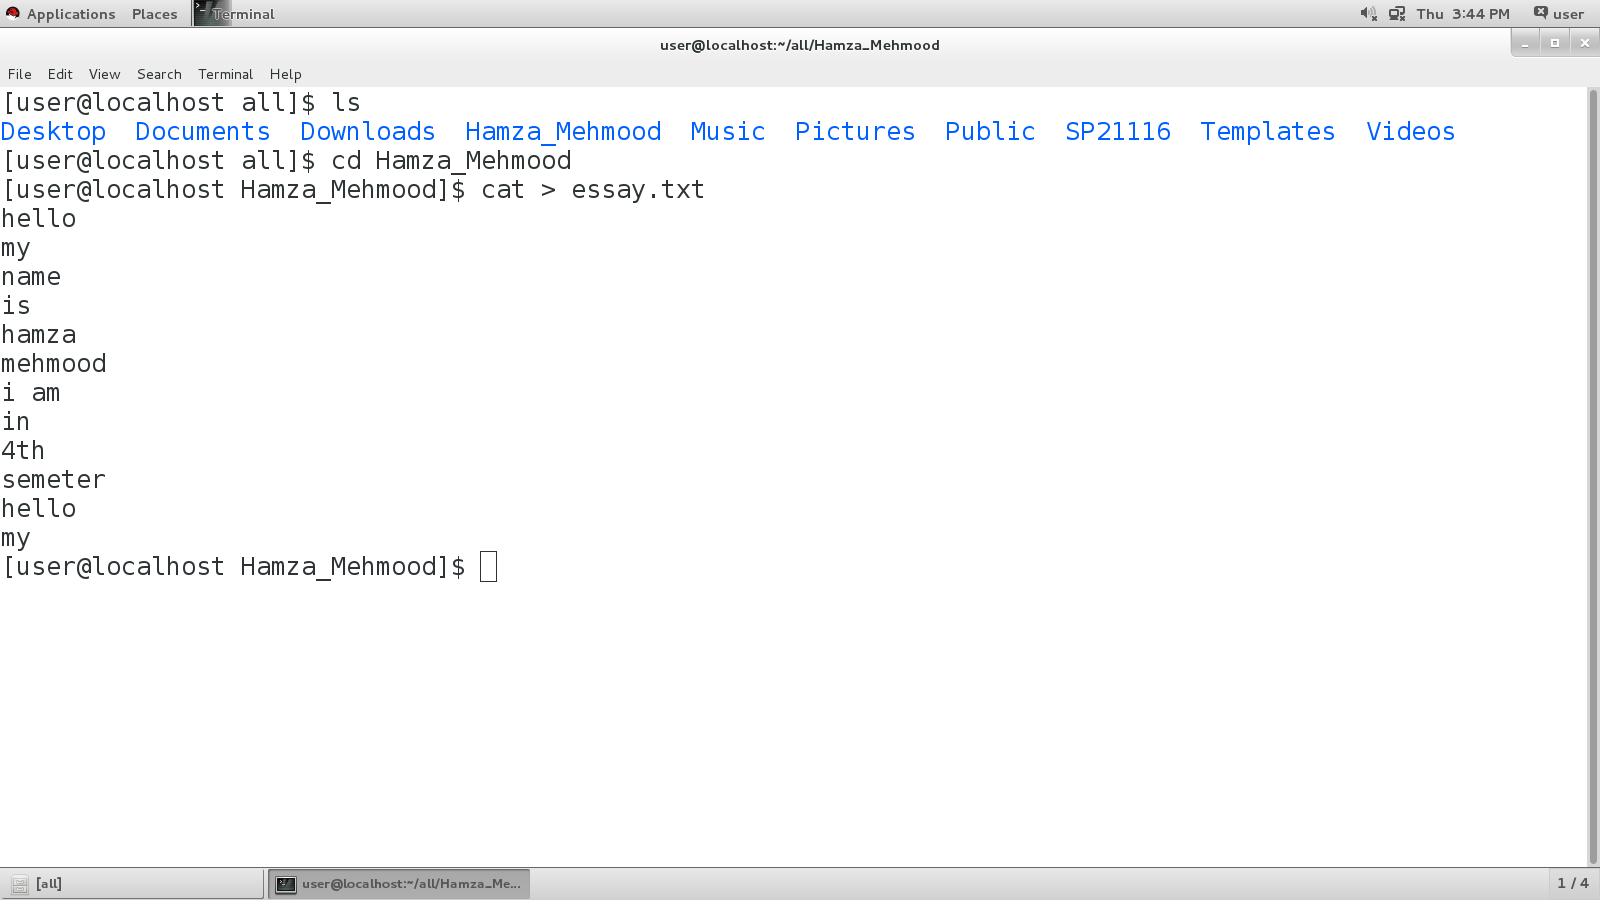 Applications Places Terminal Thu 3:44 PM user
user@localhost:~/all/Hamza_Mehmood
File Edit View Search Terminal Help
[user@localhost all]$ ls
Desktop Documents Downloads Hamza_Mehmood Music Pictures Public SP21116 Templates Videos
[user@localhost all]$ cd Hamza_Mehmood
[user@localhost Hamza_Mehmood]$ cat > essay.txt
hello
my
name
is
hamza
mehmood
i am
in
4th
semeter
hello
my
[user@localhost Hamza_Mehmood]$
[all] user@localhost:~/all/Hamza_Me... 1 / 4